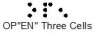 ⠕⠏⠢
OP"EN" Three Cells